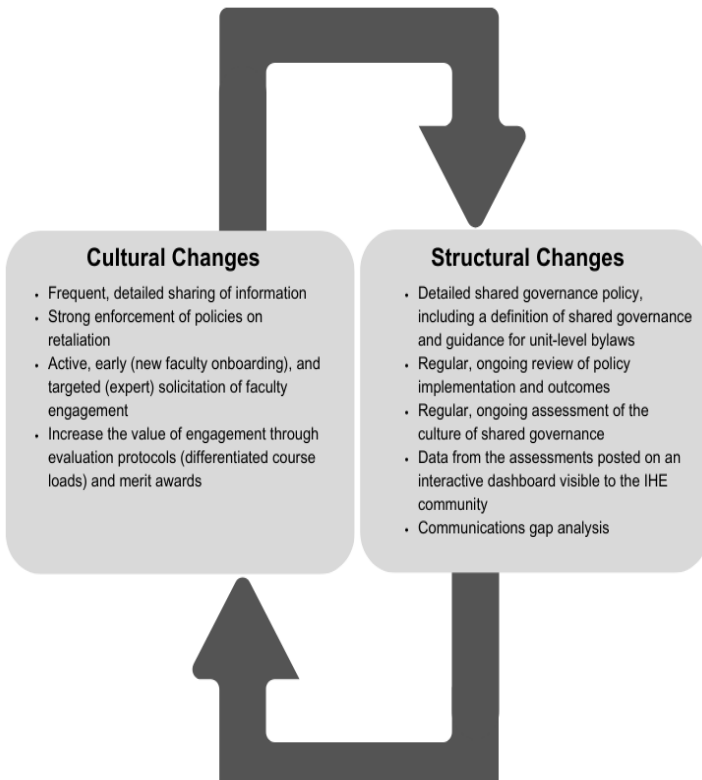 Cultural Changes
• Frequent, detailed sharing of information
• Strong enforcement of policies on
retaliation
• Active, early (new faculty onboarding), and
targeted (expert) solicitation of faculty
engagement
• Increase the value of engagement through
evaluation protocols (differentiated course
loads) and merit awards
Structural Changes
• Detailed shared governance policy,
including a definition of shared governance
and guidance for unit-level bylaws
• Regular, ongoing review of policy
implementation and outcomes
• Regular, ongoing assessment of the
culture of shared governance
• Data from the assessments posted on an
interactive dashboard visible to the IHE
community
• Communications gap analysis